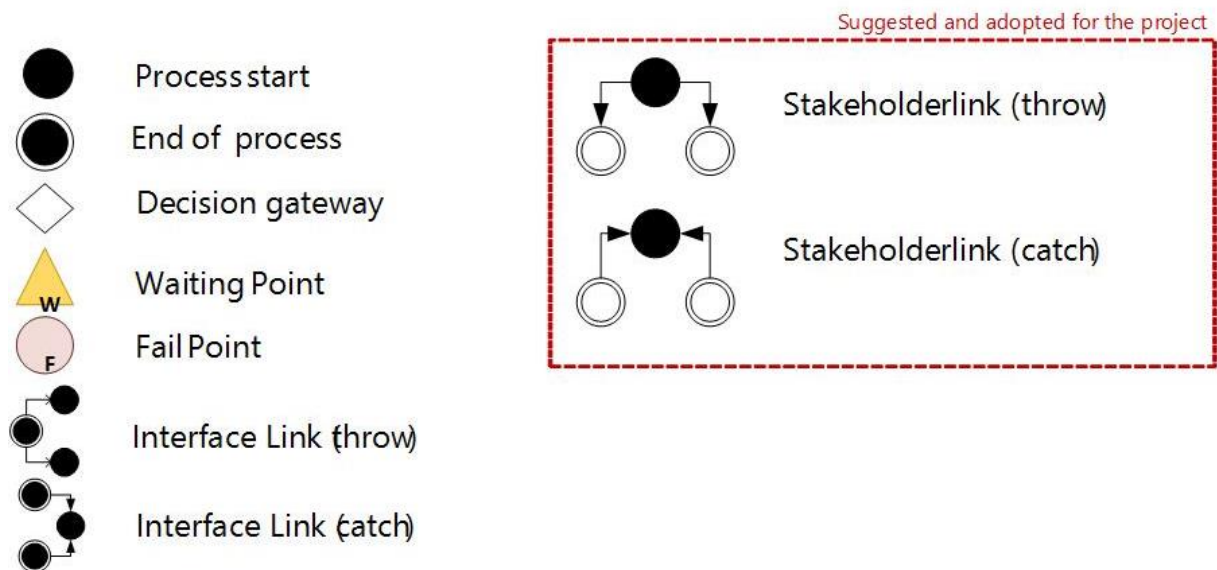 Suggested and adopted for the project
Process start
End of process
Decision gateway
W
Waiting Point
F
Fail Point
Interface Link (throw)
Interface Link (catch)
Stakeholderlink (throw)
Stakeholderlink (catch)